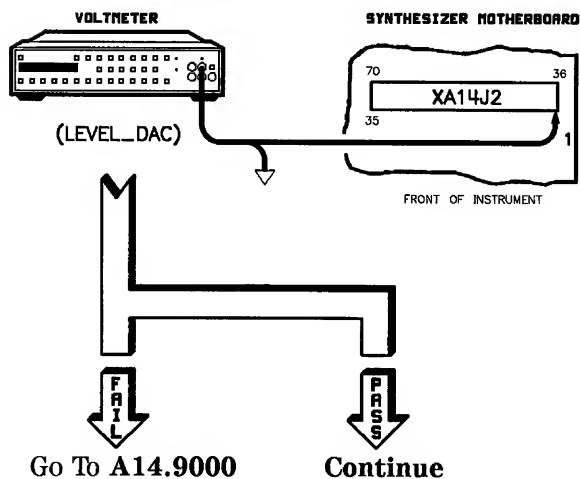 VOLTMETER
SYNTHESIZER MOTHERBOARD
70
36
XA14J2
35
1
(LEVEL_DAC)
FRONT OF INSTRUMENT
FAIL
PASS
Go To A14.9000
Continue